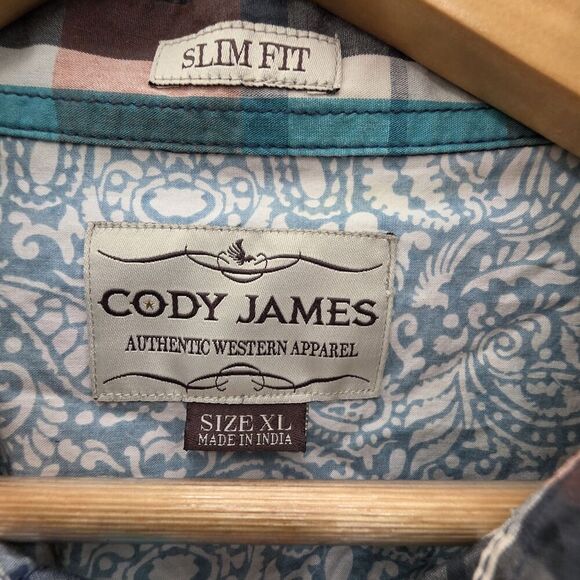 SLIM FIT
CODY JAMES
AUTHENTIC WESTERN APPAREL
SIZE XL
MADE IN INDIA